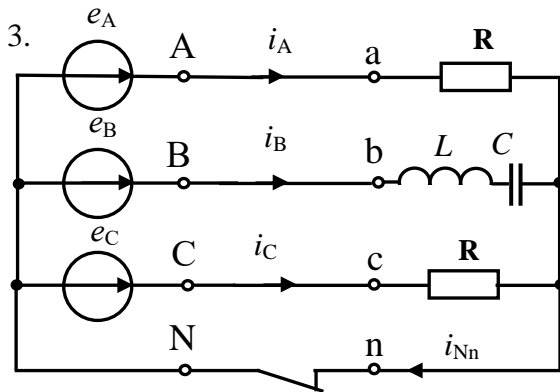 3.
e_A A i_A a R
e_B B i_B b L C
e_C C i_C c R
N n i_Nn